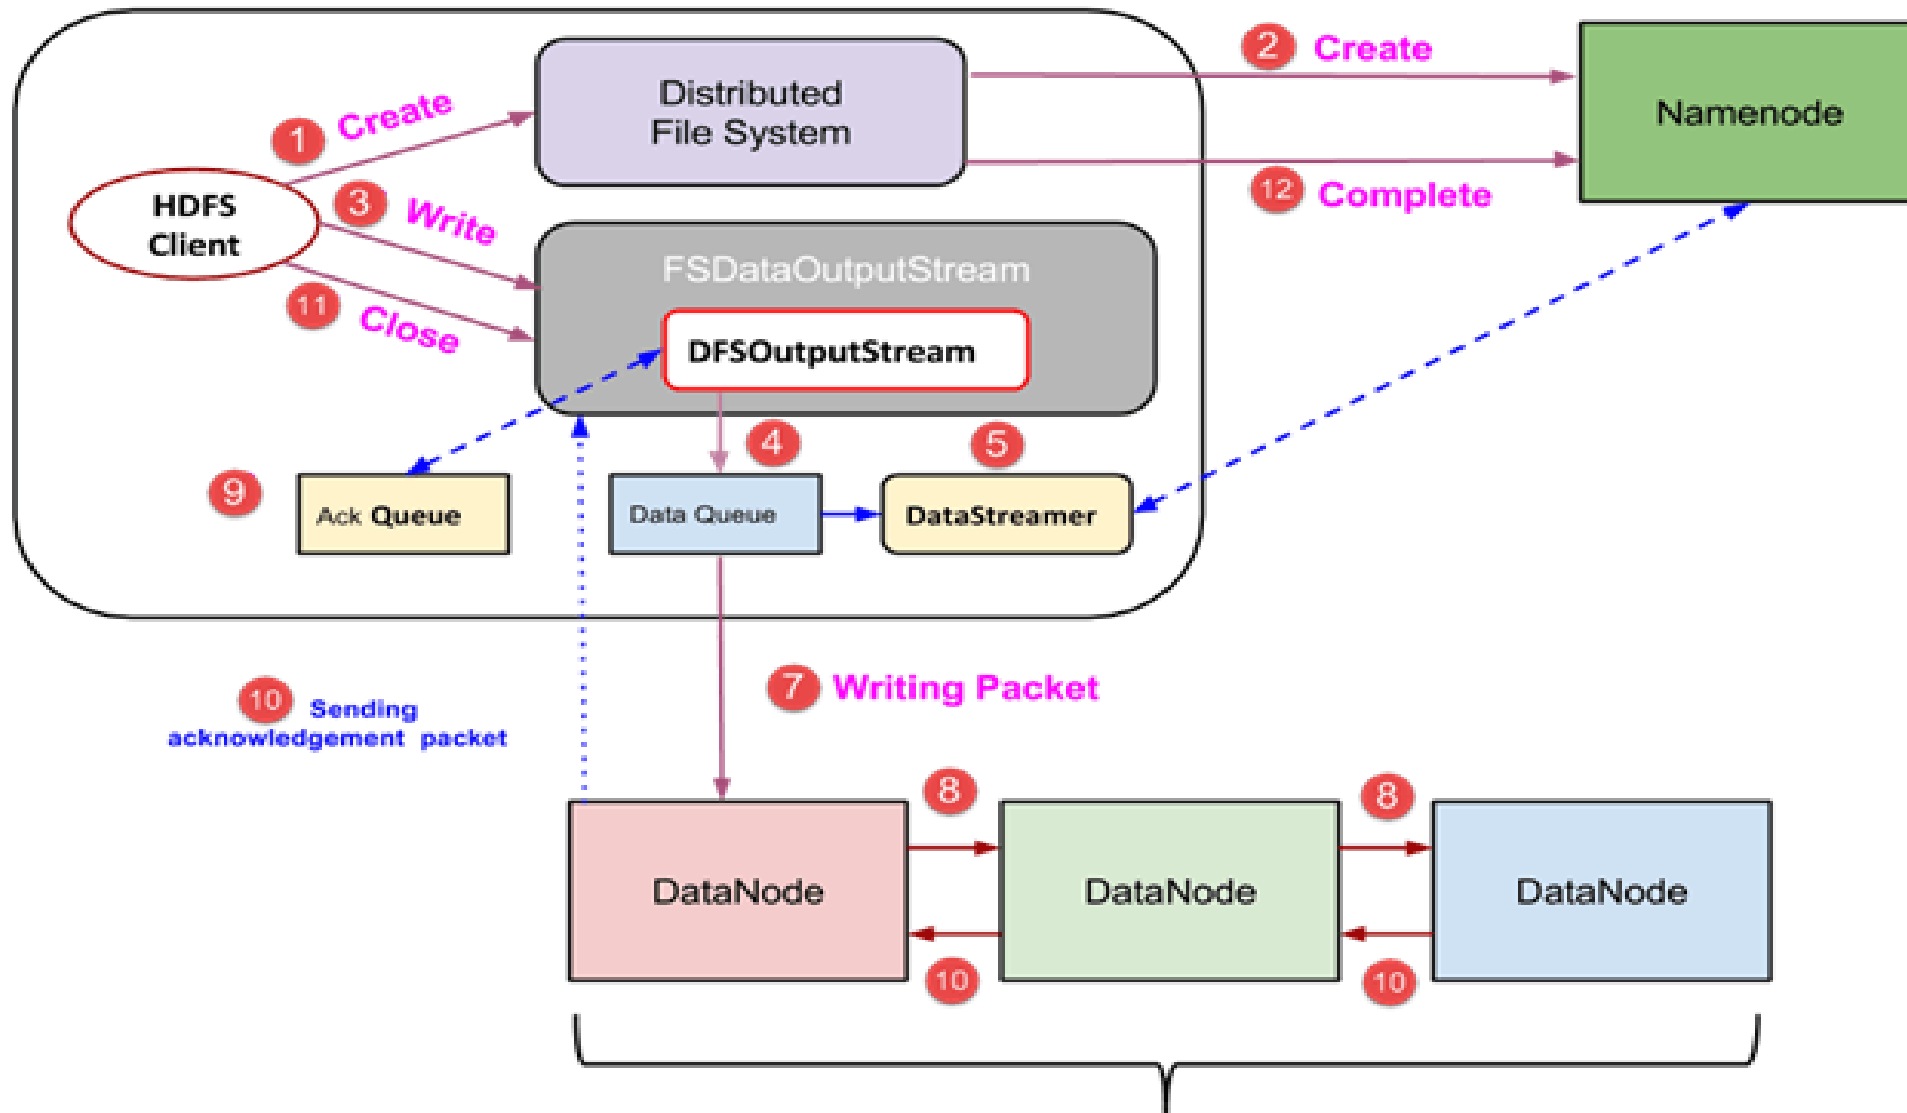 2 Create
Distributed
File System
Namenode
1 Create
12 Complete
HDFS
Client
3 Write
FSDataOutputStream
11 Close
DFSOutputStream
4
5
9
Ack Queue
Data Queue
DataStreamer
7 Writing Packet
10 Sending
acknowledgement packet
8
8
DataNode
DataNode
DataNode
10
10